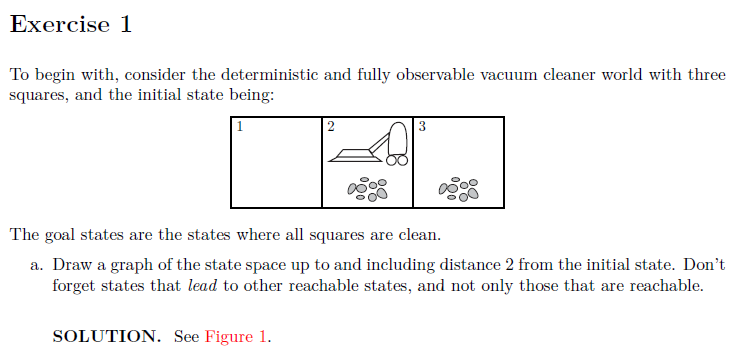 Exercise 1
To begin with, consider the deterministic and fully observable vacuum cleaner world with three
squares, and the initial state being:
1 2 3
The goal states are the states where all squares are clean.
a. Draw a graph of the state space up to and including distance 2 from the initial state. Don't
forget states that lead to other reachable states, and not only those that are reachable.
SOLUTION. See Figure 1.